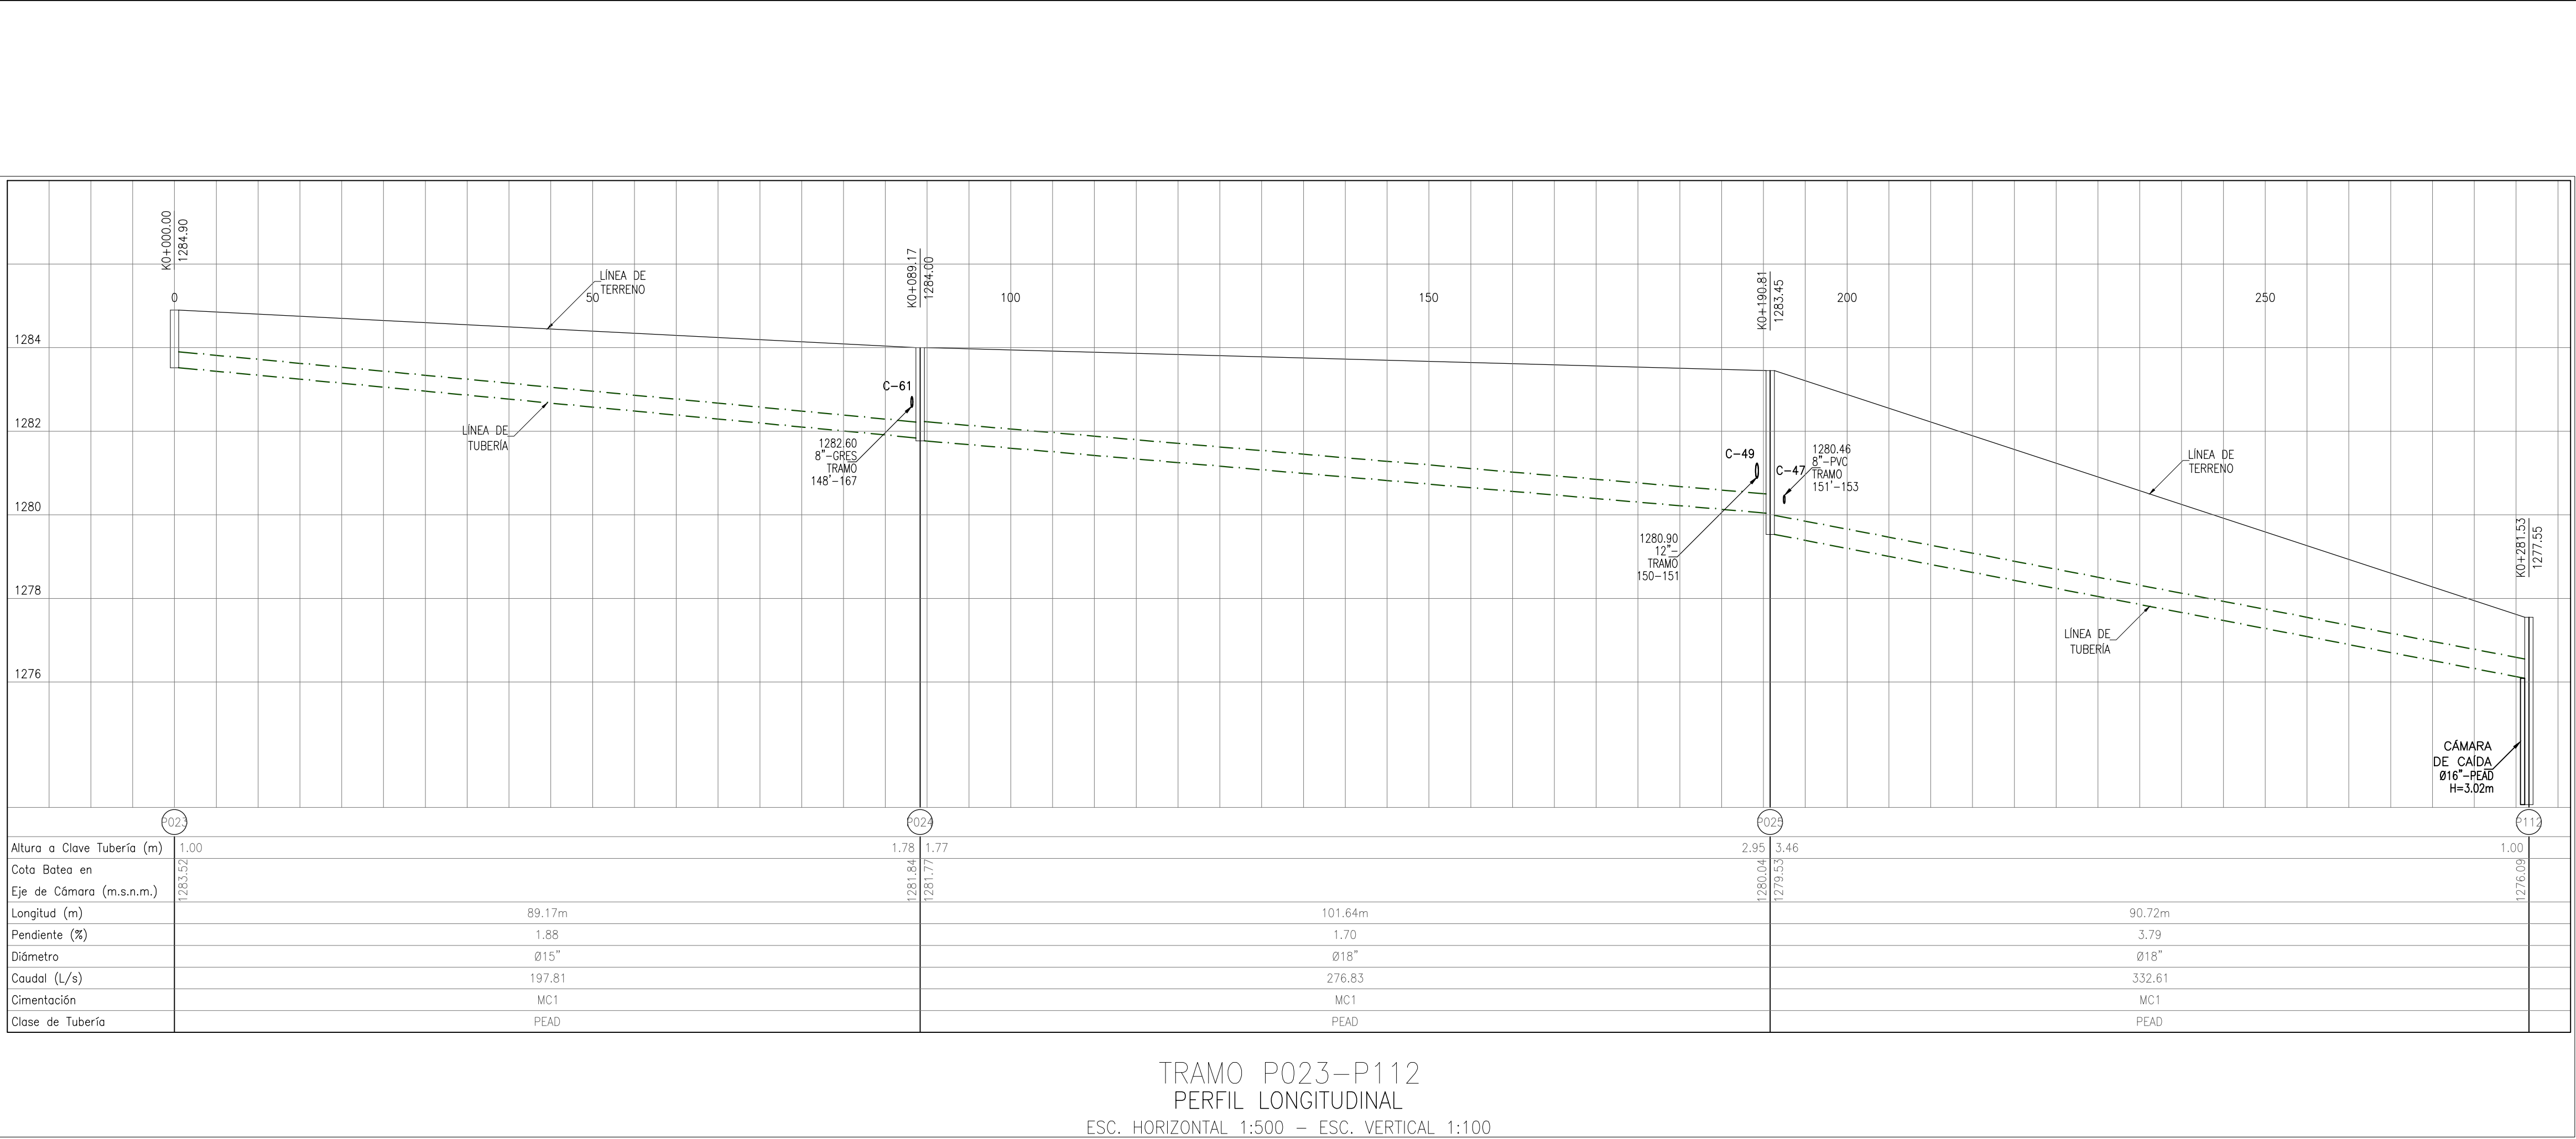 K0+000.00
1284.90
K0+089.17
1284.00
K0+190.81
1283.45
K0+281.53
1277.55
0
50
100
150
200
250
LÍNEA DE
TERRENO
1284
1282
1280
1278
1276
LÍNEA DE
TUBERÍA
C-61
1282.60
8"-GRES
TRAMO
148'-167
C-49
1280.90
12"-
TRAMO
150-151
C-47
1280.46
8"-PVC
TRAMO
151'-153
LÍNEA DE
TERRENO
LÍNEA DE
TUBERÍA
CÁMARA
DE CAÍDA
Ø16"-PEAD
H=3.02m
P023 P024 P025 P112
Altura a Clave Tubería (m) 1.00 1.78 1.77 2.95 3.46 1.00
Cota Batea en
Eje de Cámara (m.s.n.m.) 1283.52 1281.84 1281.77 1280.04 1279.53 1276.09
Longitud (m) 89.17m 101.64m 90.72m
Pendiente (%) 1.88 1.70 3.79
Diámetro Ø15" Ø18" Ø18"
Caudal (L/s) 197.81 276.83 332.61
Cimentación MC1 MC1 MC1
Clase de Tubería PEAD PEAD PEAD
TRAMO P023-P112
PERFIL LONGITUDINAL
ESC. HORIZONTAL 1:500 - ESC. VERTICAL 1:100